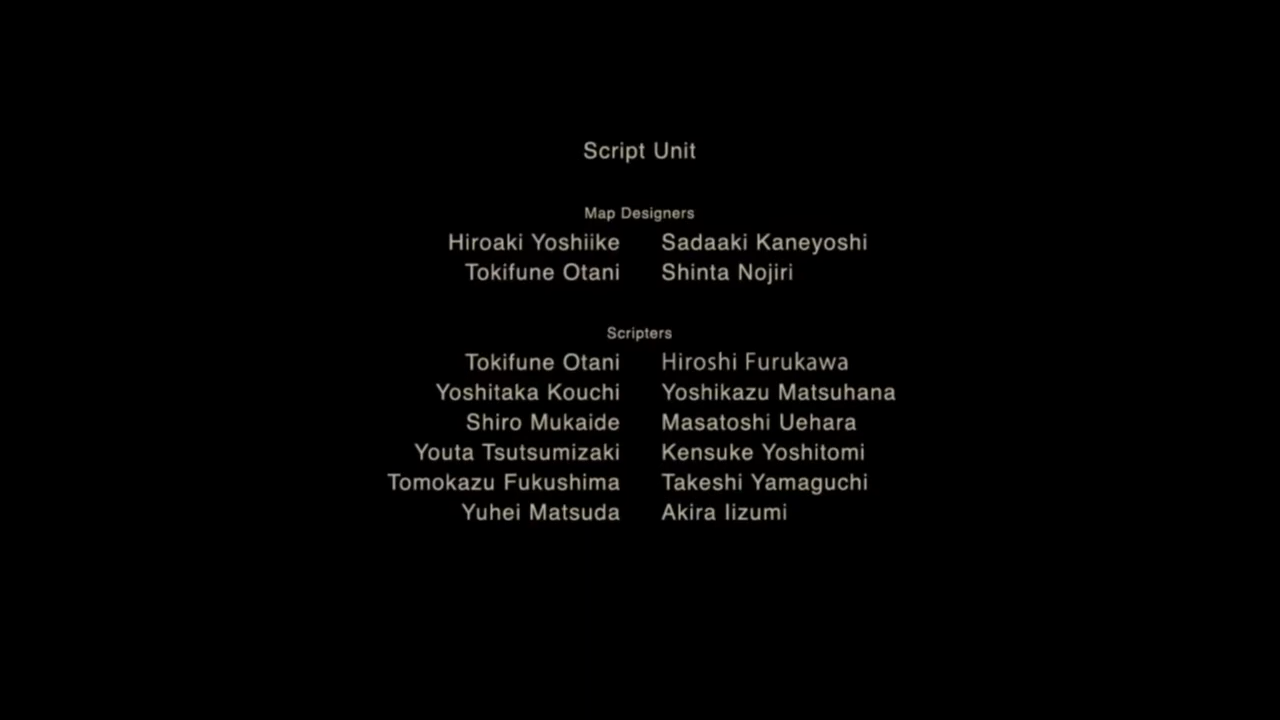 Script Unit
Map Designers
Hiroaki Yoshiike Sadaaki Kaneyoshi
Tokifune Otani Shinta Nojiri
Scripters
Tokifune Otani Hiroshi Furukawa
Yoshitaka Kouchi Yoshikazu Matsuhana
Shiro Mukaide Masatoshi Uehara
Youta Tsutsumizaki Kensuke Yoshitomi
Tomokazu Fukushima Takeshi Yamaguchi
Yuhei Matsuda Akira Iizumi